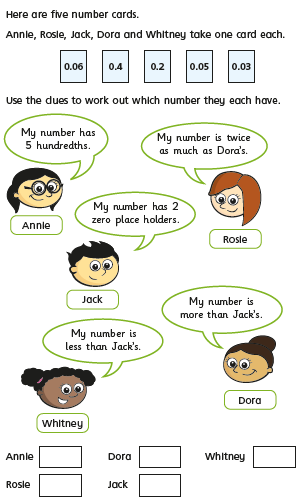 Here are five number cards.
Annie, Rosie, Jack, Dora and Whitney take one card each.
0.06 0.4 0.2 0.05 0.03
Use the clues to work out which number they each have.
My number has
5 hundredths.
My number is twice
as much as Dora's.
Annie
My number has 2
zero place holders.
Rosie
Jack
My number is
more than Jack's.
My number is
less than Jack's.
Dora
Whitney
Annie Dora Whitney
Rosie Jack